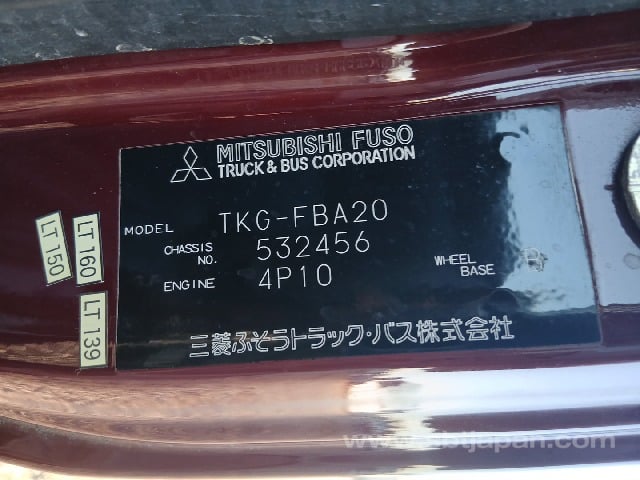 MITSUBISHI FUSO
TRUCK & BUS CORPORATION
MODEL TKG-FBA20
CHASSIS NO. 532456
ENGINE 4P10
WHEEL BASE
三菱ふそうトラック・バス株式会社
LT 150
LT 160
LT 139